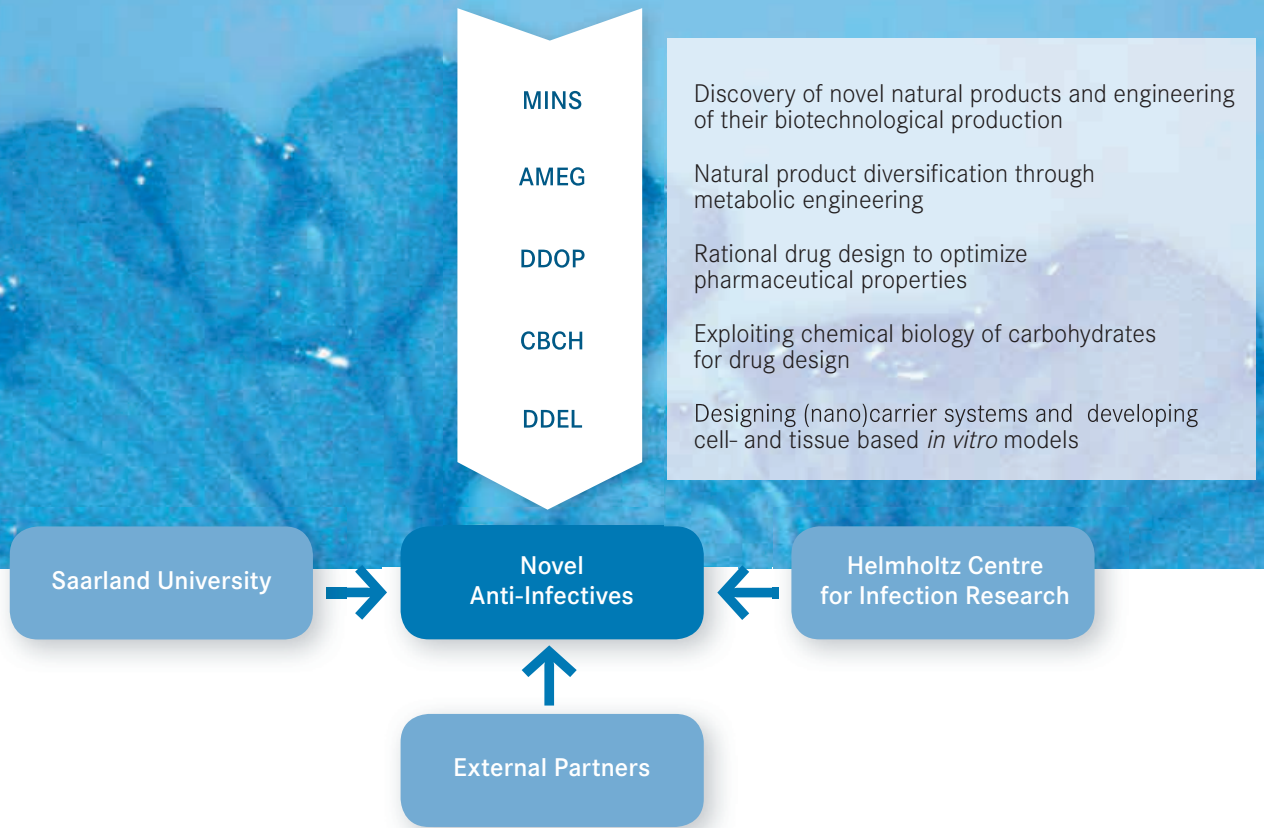 MINS
Discovery of novel natural products and engineering
of their biotechnological production
AMEG
Natural product diversification through
metabolic engineering
DDOP
Rational drug design to optimize
pharmaceutical properties
CBCH
Exploiting chemical biology of carbohydrates
for drug design
DDEL
Designing (nano)carrier systems and developing
cell- and tissue based in vitro models
Saarland University
Novel
Anti-Infectives
Helmholtz Centre
for Infection Research
External Partners